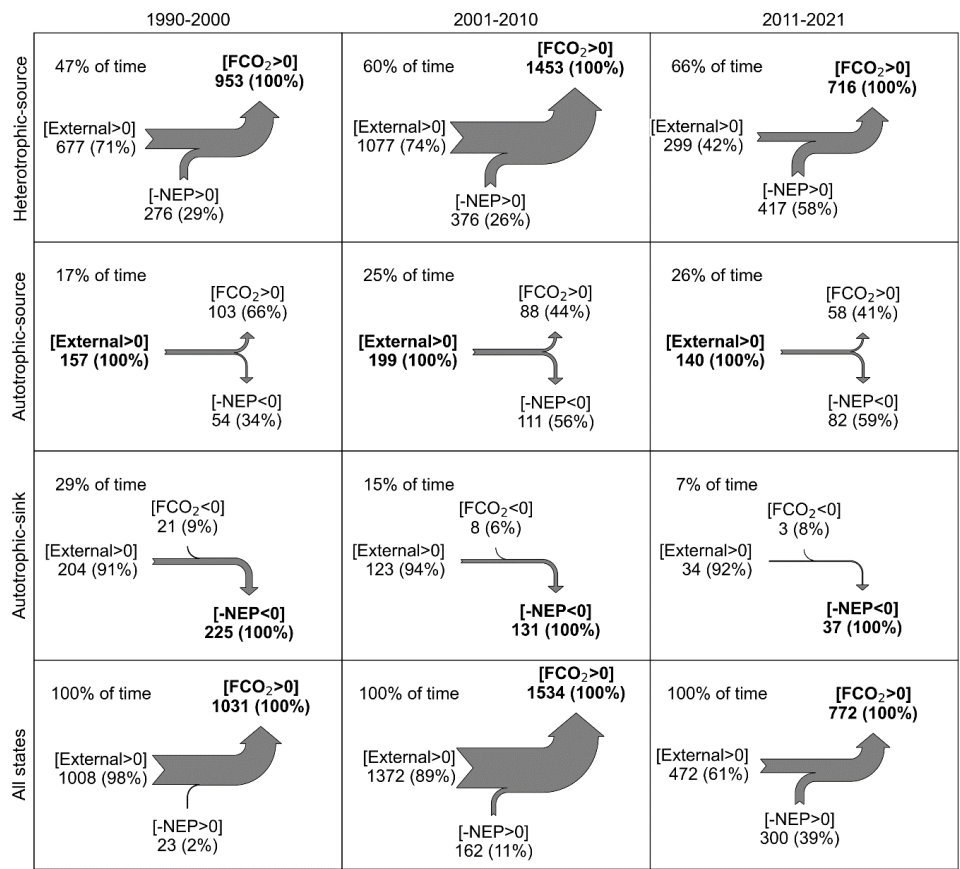 1990-2000
2001-2010
2011-2021
Heterotrophic-source
47% of time
[FCO₂>0]
953 (100%)
[External>0]
677 (71%)
[-NEP>0]
276 (29%)
60% of time
[FCO₂>0]
1453 (100%)
[External>0]
1077 (74%)
[-NEP>0]
376 (26%)
66% of time
[FCO₂>0]
716 (100%)
[External>0]
299 (42%)
[-NEP>0]
417 (58%)
Autotrophic-source
17% of time
[FCO₂>0]
103 (66%)
[External>0]
157 (100%)
[-NEP<0]
54 (34%)
25% of time
[FCO₂>0]
88 (44%)
[External>0]
199 (100%)
[-NEP<0]
111 (56%)
26% of time
[FCO₂>0]
58 (41%)
[External>0]
140 (100%)
[-NEP<0]
82 (59%)
Autotrophic-sink
29% of time
[FCO₂<0]
21 (9%)
[External>0]
204 (91%)
[-NEP<0]
225 (100%)
15% of time
[FCO₂<0]
8 (6%)
[External>0]
123 (94%)
[-NEP<0]
131 (100%)
7% of time
[FCO₂<0]
3 (8%)
[External>0]
34 (92%)
[-NEP<0]
37 (100%)
All states
100% of time
[FCO₂>0]
1031 (100%)
[External>0]
1008 (98%)
[-NEP>0]
23 (2%)
100% of time
[FCO₂>0]
1534 (100%)
[External>0]
1372 (89%)
[-NEP>0]
162 (11%)
100% of time
[FCO₂>0]
772 (100%)
[External>0]
472 (61%)
[-NEP>0]
300 (39%)